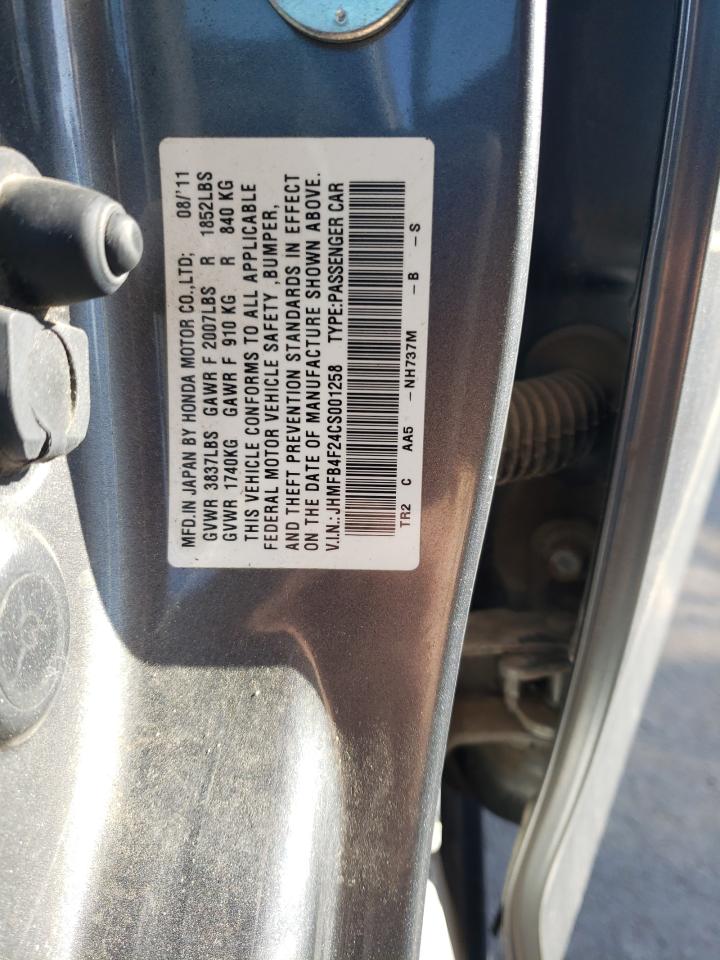 MFD.IN JAPAN BY HONDA MOTOR CO.,LTD; 08/'11
GVWR 3837LBS GAWR F 2007LBS R 1852LBS
GVWR 1740KG GAWR F 910 KG R 840 KG
THIS VEHICLE CONFORMS TO ALL APPLICABLE
FEDERAL MOTOR VEHICLE SAFETY ,BUMPER,
AND THEFT PREVENTION STANDARDS IN EFFECT
ON THE DATE OF MANUFACTURE SHOWN ABOVE.
V.I.N.: JHMFB4F24CS001258 TYPE:PASSENGER CAR
TR2 C AA5 -NH737M -B -S